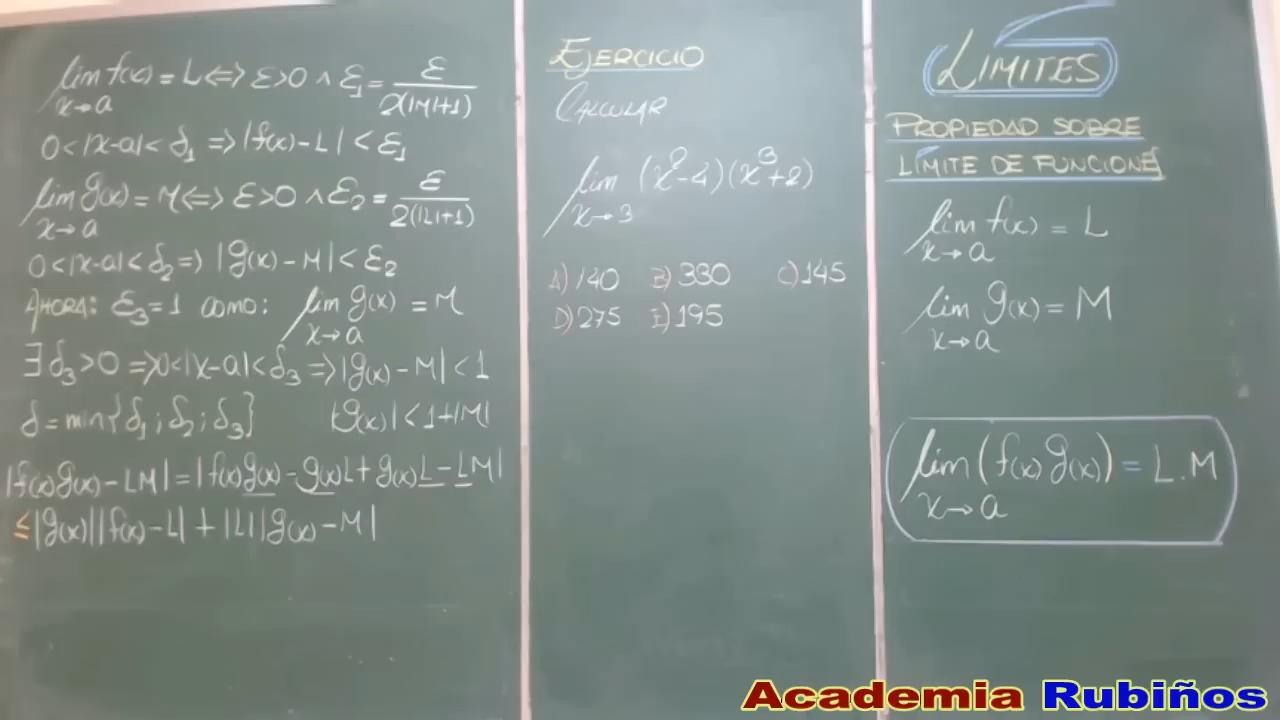 lim f(x) = L ⇔ ε>0 ∧ ε₁ = ε/(2(|M|+1))
x→a
0<|x-a|<δ₁ ⇒ |f(x)-L| < ε₁
lim g(x) = M ⇔ ε>0 ∧ ε₂ = ε/(2(|L|+1))
x→a
0<|x-a|<δ₂ ⇒ |g(x)-M| < ε₂
AHORA: ε₃=1 COMO: lim g(x) = M
x→a
∃ δ₃>0 ⇒ 0<|x-a|<δ₃ ⇒ |g(x)-M| < 1
δ = min{δ₁; δ₂; δ₃} |g(x)| < 1+|M|
|f(x)g(x)-LM| = |f(x)g(x)-g(x)L+g(x)L-LM|
≤|g(x)||f(x)-L| + |L||g(x)-M|
EJERCICIO
CALCULAR
lim (x²-4)(x³+2)
x→3
A) 140 B) 330 C) 145
D) 275 E) 195
LÍMITES
PROPIEDAD SOBRE
LÍMITE DE FUNCIONES
lim f(x) = L
x→a
lim g(x) = M
x→a
lim (f(x) g(x)) = L.M
x→a
Academia Rubiños